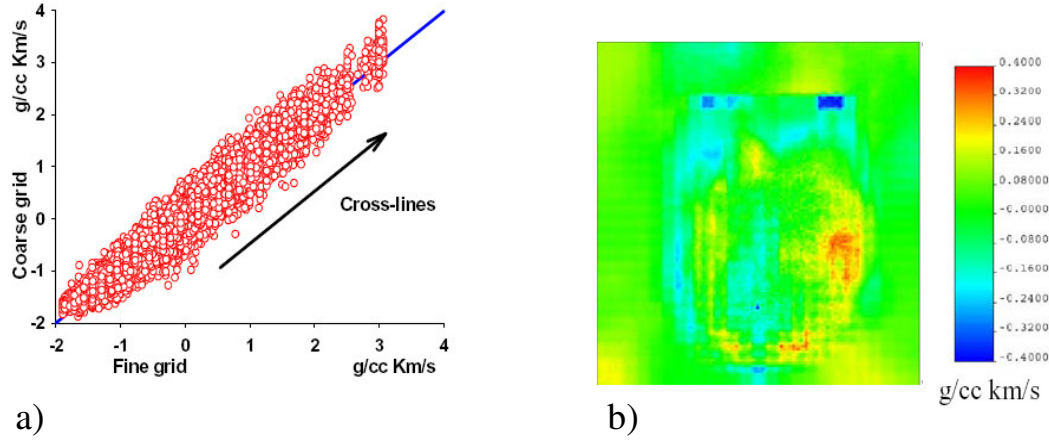 4
3
2
1
0
-1
-2
Coarse grid
g/cc Km/s
-2 -1 0 1 2 3 4
Fine grid g/cc Km/s
Cross-lines
a)
0.4000
0.3200
0.2400
0.1600
0.08000
-0.0000
-0.0800
-0.1600
-0.2400
-0.3200
-0.4000
g/cc km/s
b)